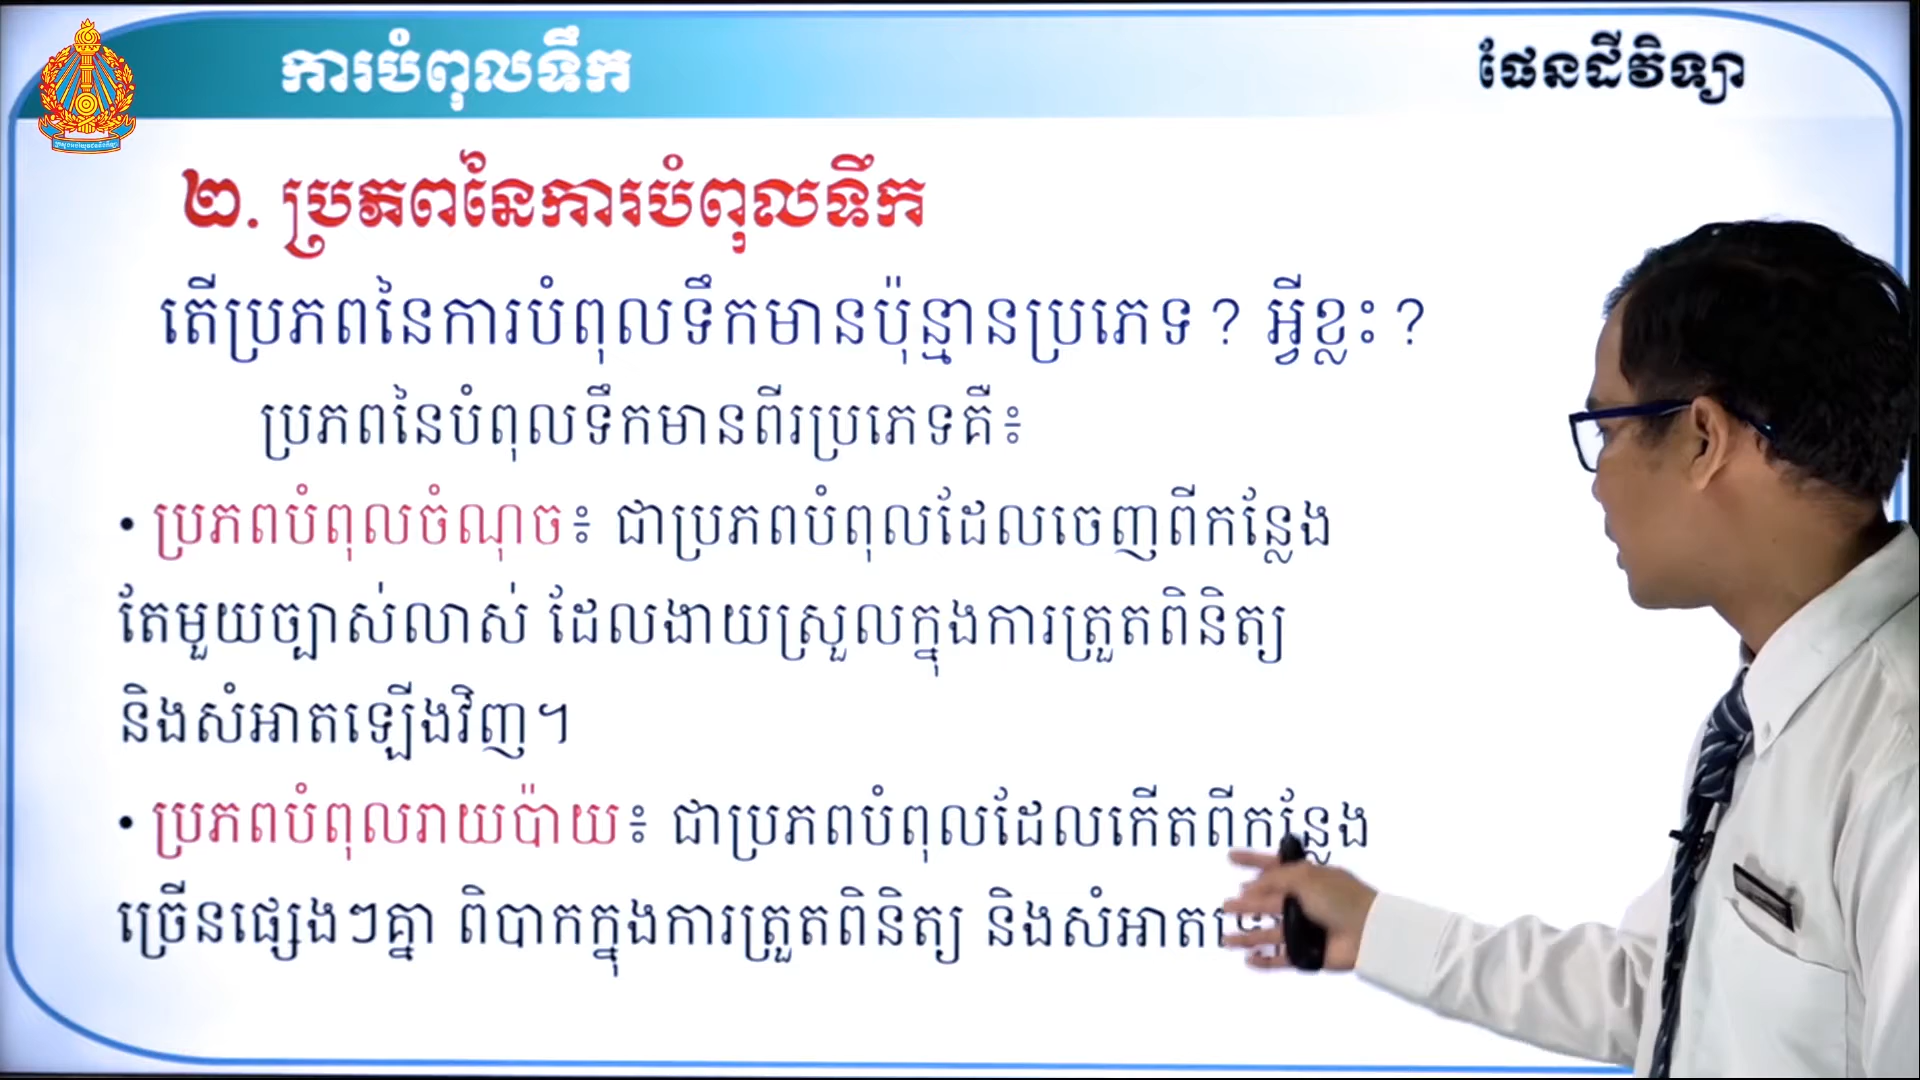 ការបំពុលទឹក
ផែនដីវិទ្យា
២. ប្រភពនៃការបំពុលទឹក
តើប្រភពនៃការបំពុលទឹកមានប៉ុន្មានប្រភេទ? អ្វីខ្លះ?
ប្រភពនៃបំពុលទឹកមានពីរប្រភេទគឺ៖
• ប្រភពបំពុលចំណុច៖ ជាប្រភពបំពុលដែលចេញពីកន្លែង
តែមួយច្បាស់លាស់ ដែលងាយស្រួលក្នុងការត្រួតពិនិត្យ
និងសំអាតឡើងវិញ។
• ប្រភពបំពុលរាយប៉ាយ៖ ជាប្រភពបំពុលដែលកើតពីកន្លែង
ច្រើនផ្សេងៗគ្នា ពិបាកក្នុងការត្រួតពិនិត្យ និងសំអាត